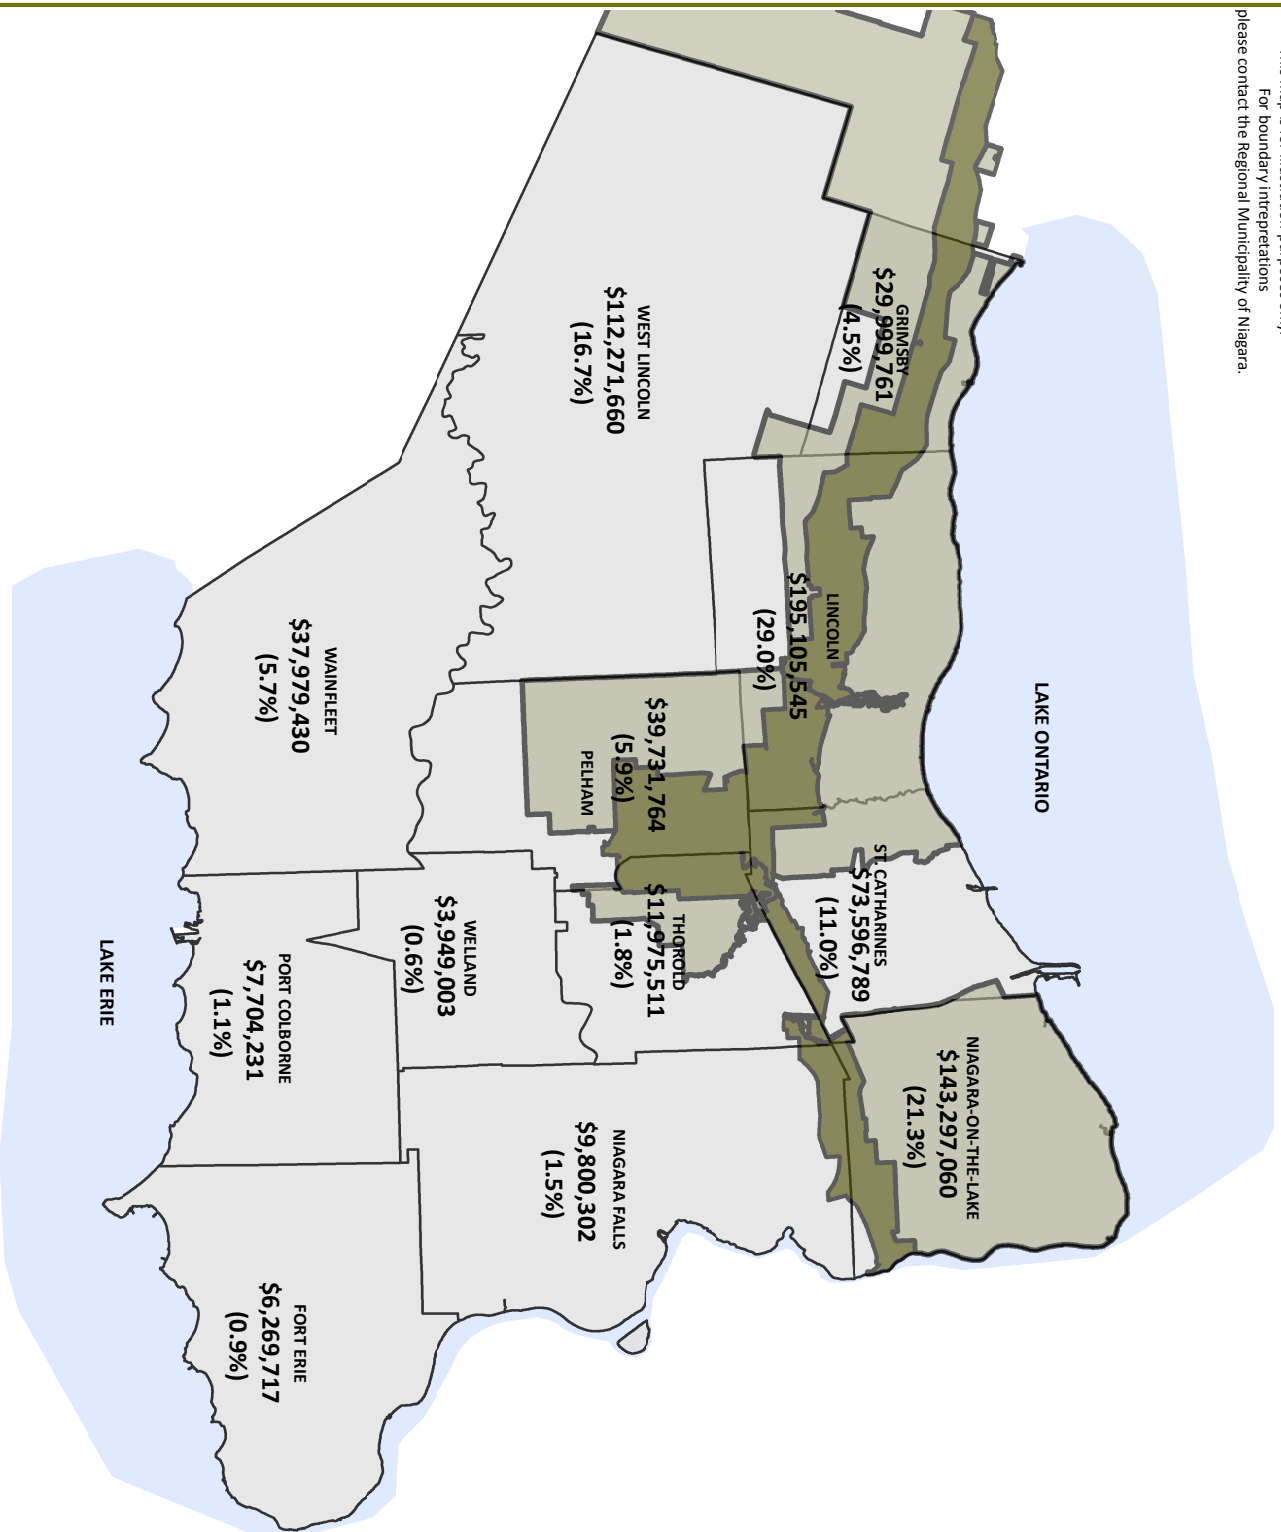 For boundary intrepretations
please contact the Regional Municipality of Niagara.
LAKE ONTARIO
GRIMSBY
$29,999,761
(4.5%)
LINCOLN
$195,105,545
(29.0%)
ST. CATHARINES
$73,596,789
(11.0%)
NIAGARA-ON-THE-LAKE
$143,297,060
(21.3%)
WEST LINCOLN
$112,271,660
(16.7%)
$39,731,764
(5.9%)
PELHAM
THOROLD
$11,975,511
(1.8%)
NIAGARA FALLS
$9,800,302
(1.5%)
WAINFLEET
$37,979,430
(5.7%)
WELLAND
$3,949,003
(0.6%)
PORT COLBORNE
$7,704,231
(1.1%)
FORT ERIE
$6,269,717
(0.9%)
LAKE ERIE